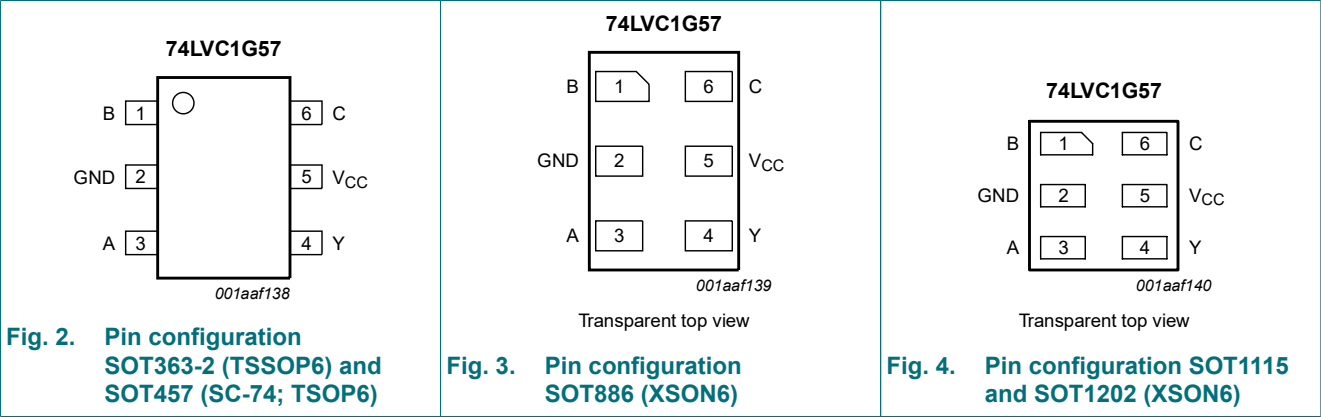 74LVC1G57
B 1 6 C
GND 2 5 VCC
A 3 4 Y
001aaf138
Fig. 2. Pin configuration
SOT363-2 (TSSOP6) and
SOT457 (SC-74; TSOP6)
74LVC1G57
B 1 6 C
GND 2 5 VCC
A 3 4 Y
001aaf139
Transparent top view
Fig. 3. Pin configuration
SOT886 (XSON6)
74LVC1G57
B 1 6 C
GND 2 5 VCC
A 3 4 Y
001aaf140
Transparent top view
Fig. 4. Pin configuration SOT1115
and SOT1202 (XSON6)